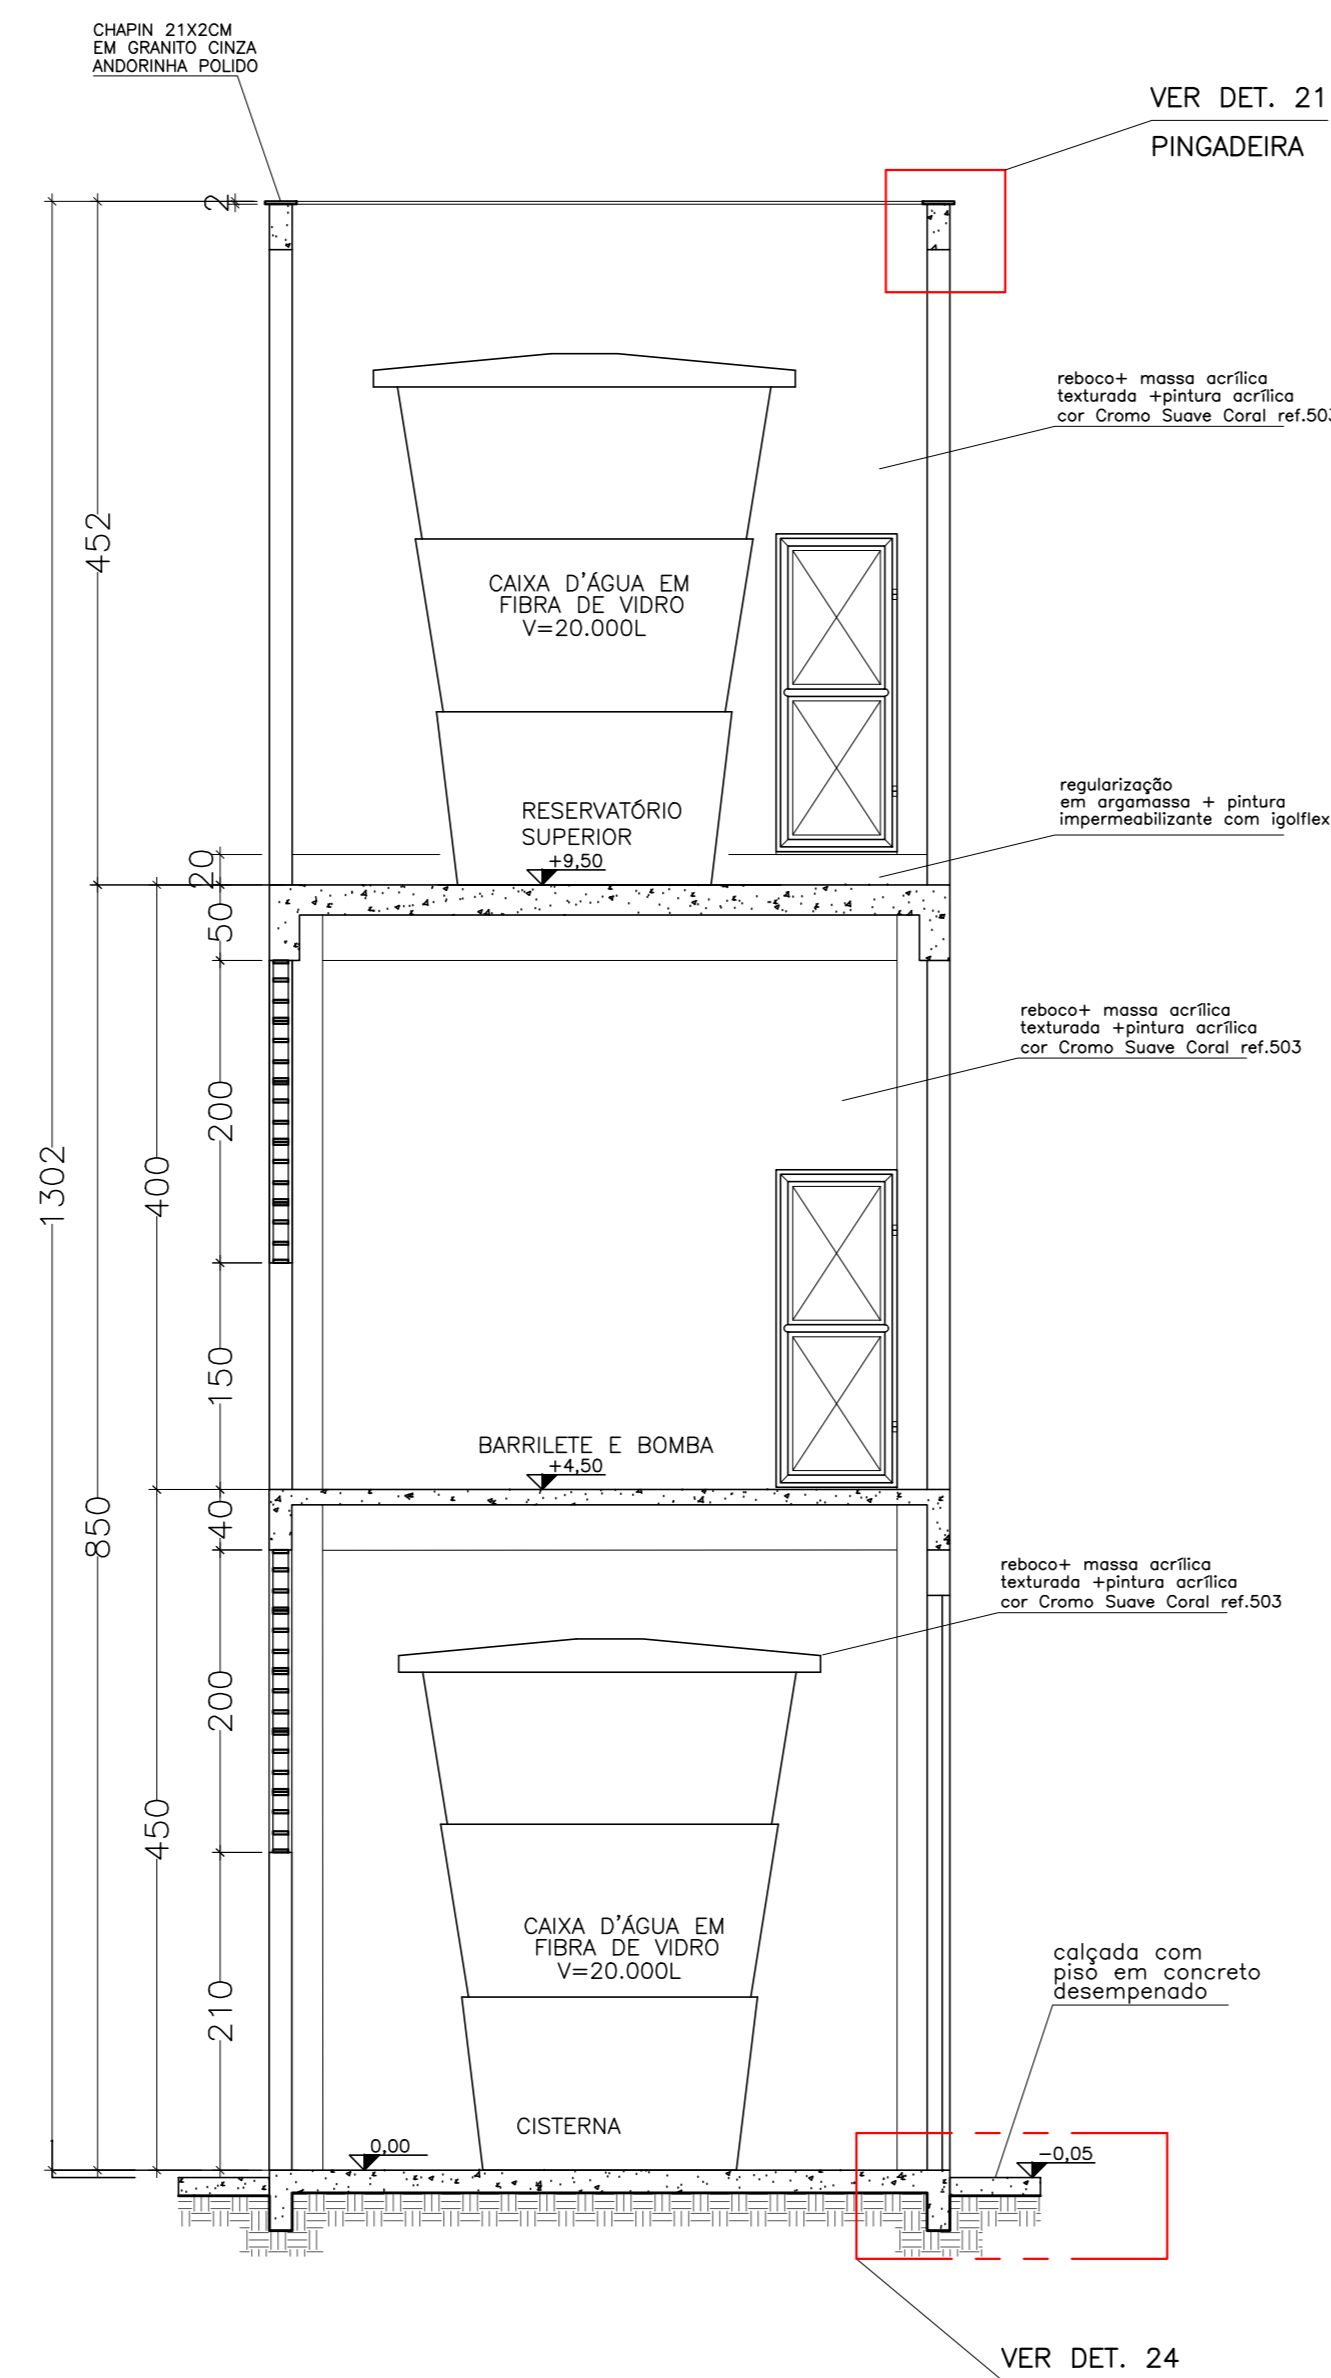 CHAPIN 21X2CM
EM GRANITO CINZA
ANDORINHA POLIDO
VER DET. 21
PINGADEIRA
2
reboco+ massa acrílica
texturada +pintura acrílica
cor Cromo Suave Coral ref.503
452
CAIXA D'ÁGUA EM
FIBRA DE VIDRO
V=20.000L
regularização
em argamassa + pintura
impermeabilizante com igolflex
RESERVATÓRIO
SUPERIOR
+9,50
20
50
reboco+ massa acrílica
texturada +pintura acrílica
cor Cromo Suave Coral ref.503
200
400
1302
150
BARRILETE E BOMBA
+4,50
40
850
reboco+ massa acrílica
texturada +pintura acrílica
cor Cromo Suave Coral ref.503
200
450
CAIXA D'ÁGUA EM
FIBRA DE VIDRO
V=20.000L
calçada com
piso em concreto
desempenado
210
CISTERNA
0,00
-0,05
VER DET. 24